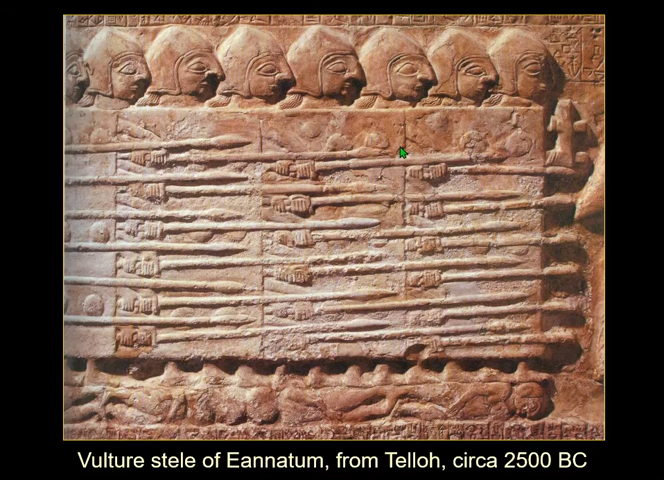 Vulture stele of Eannatum, from Telloh, circa 2500 BC